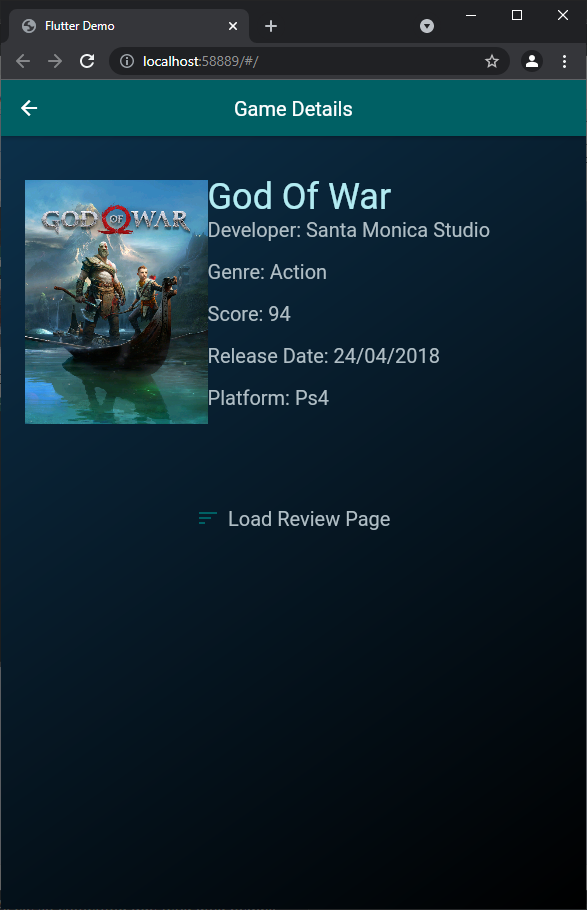 Flutter Demo
localhost:58889/#/
Game Details
GOD OF WAR
God Of War
Developer: Santa Monica Studio
Genre: Action
Score: 94
Release Date: 24/04/2018
Platform: Ps4
Load Review Page